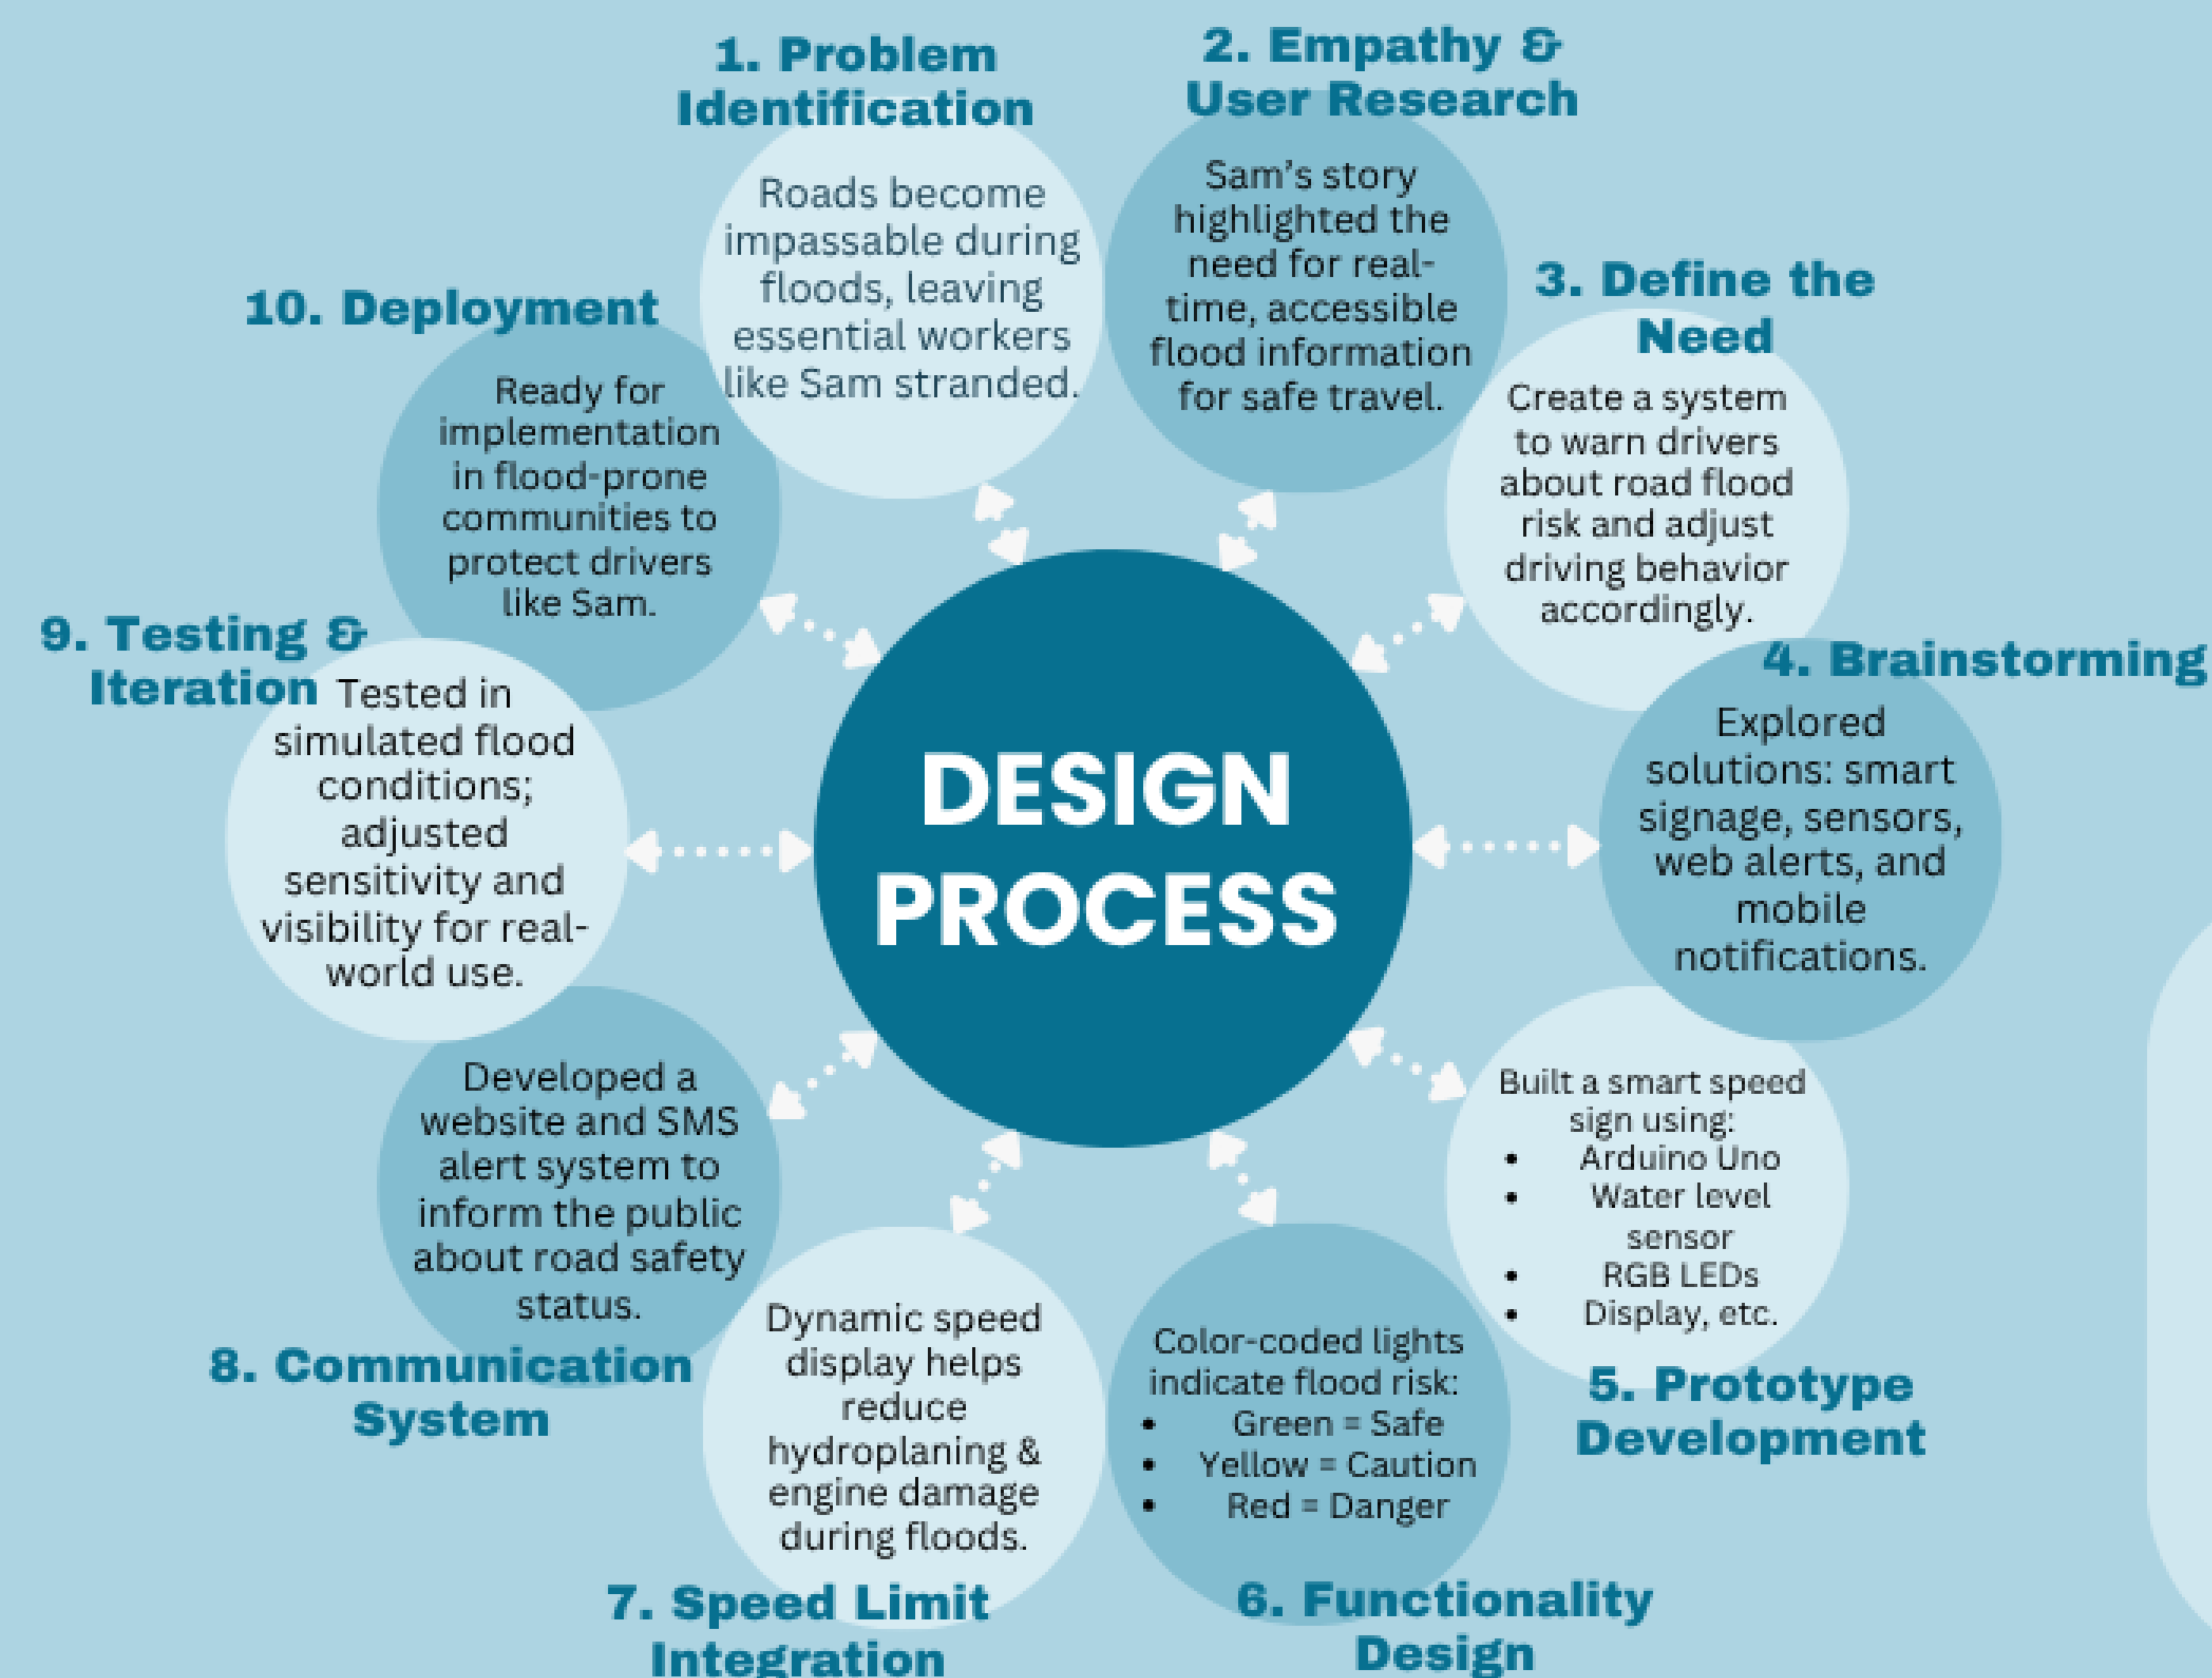 1. Problem
Identification
Roads become
impassable during
floods, leaving
essential workers
like Sam stranded.
2. Empathy &
User Research
Sam's story
highlighted the
need for real-
time, accessible
flood information
for safe travel.
3. Define the
Need
Create a system
to warn drivers
about road flood
risk and adjust
driving behavior
accordingly.
4. Brainstorming
Explored
solutions: smart
signage, sensors,
web alerts, and
mobile
notifications.
Built a smart speed
sign using:
• Arduino Uno
• Water level
sensor
• RGB LEDs
• Display, etc.
5. Prototype
Development
Color-coded lights
indicate flood risk:
• Green = Safe
• Yellow = Caution
• Red = Danger
6. Functionality
Design
Dynamic speed
display helps
reduce
hydroplaning &
engine damage
during floods.
7. Speed Limit
Integration
Developed a
website and SMS
alert system to
inform the public
about road safety
status.
8. Communication
System
9. Testing &
Iteration
Tested in
simulated flood
conditions;
adjusted
sensitivity and
visibility for real-
world use.
10. Deployment
Ready for
implementation
in flood-prone
communities to
protect drivers
like Sam.
DESIGN
PROCESS